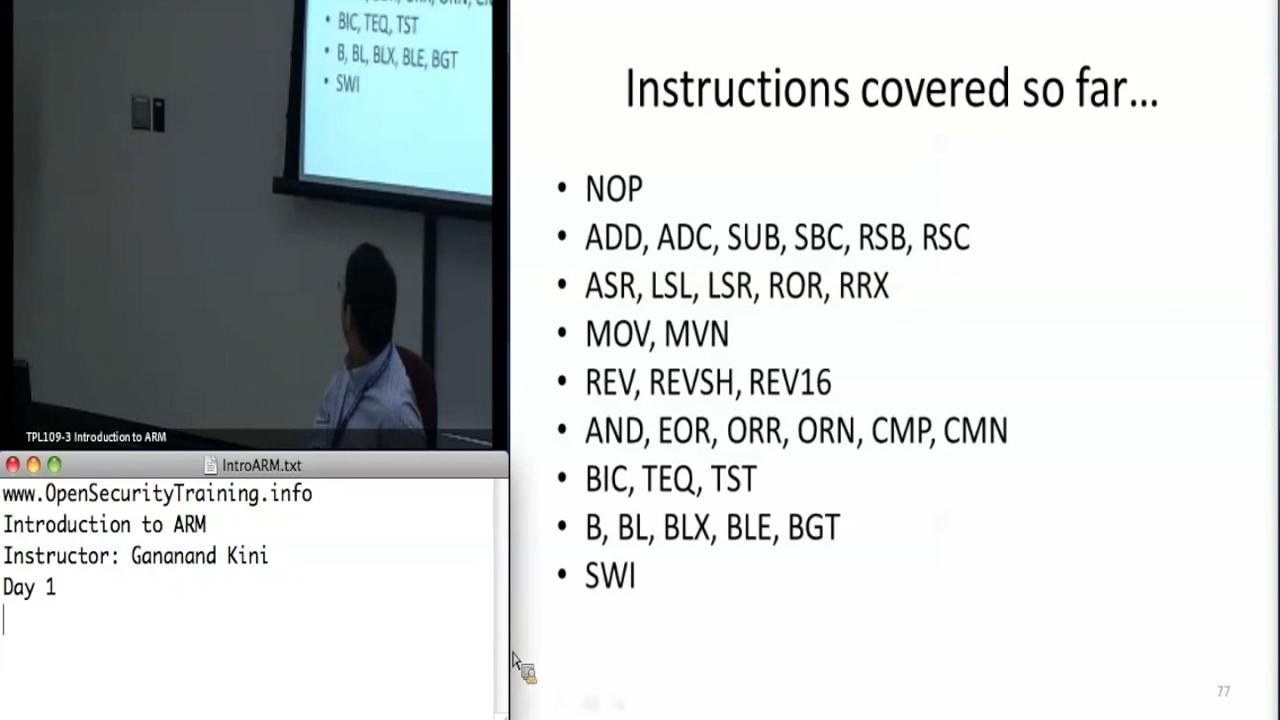 BIC, TEQ, TST
B, BL, BLX, BLE, BGT
SWI
TPL109-3 Introduction to ARM
IntroARM.txt
www.OpenSecurityTraining.info
Introduction to ARM
Instructor: Gananand Kini
Day 1
Instructions covered so far...
NOP
ADD, ADC, SUB, SBC, RSB, RSC
ASR, LSL, LSR, ROR, RRX
MOV, MVN
REV, REVSH, REV16
AND, EOR, ORR, ORN, CMP, CMN
BIC, TEQ, TST
B, BL, BLX, BLE, BGT
SWI
77